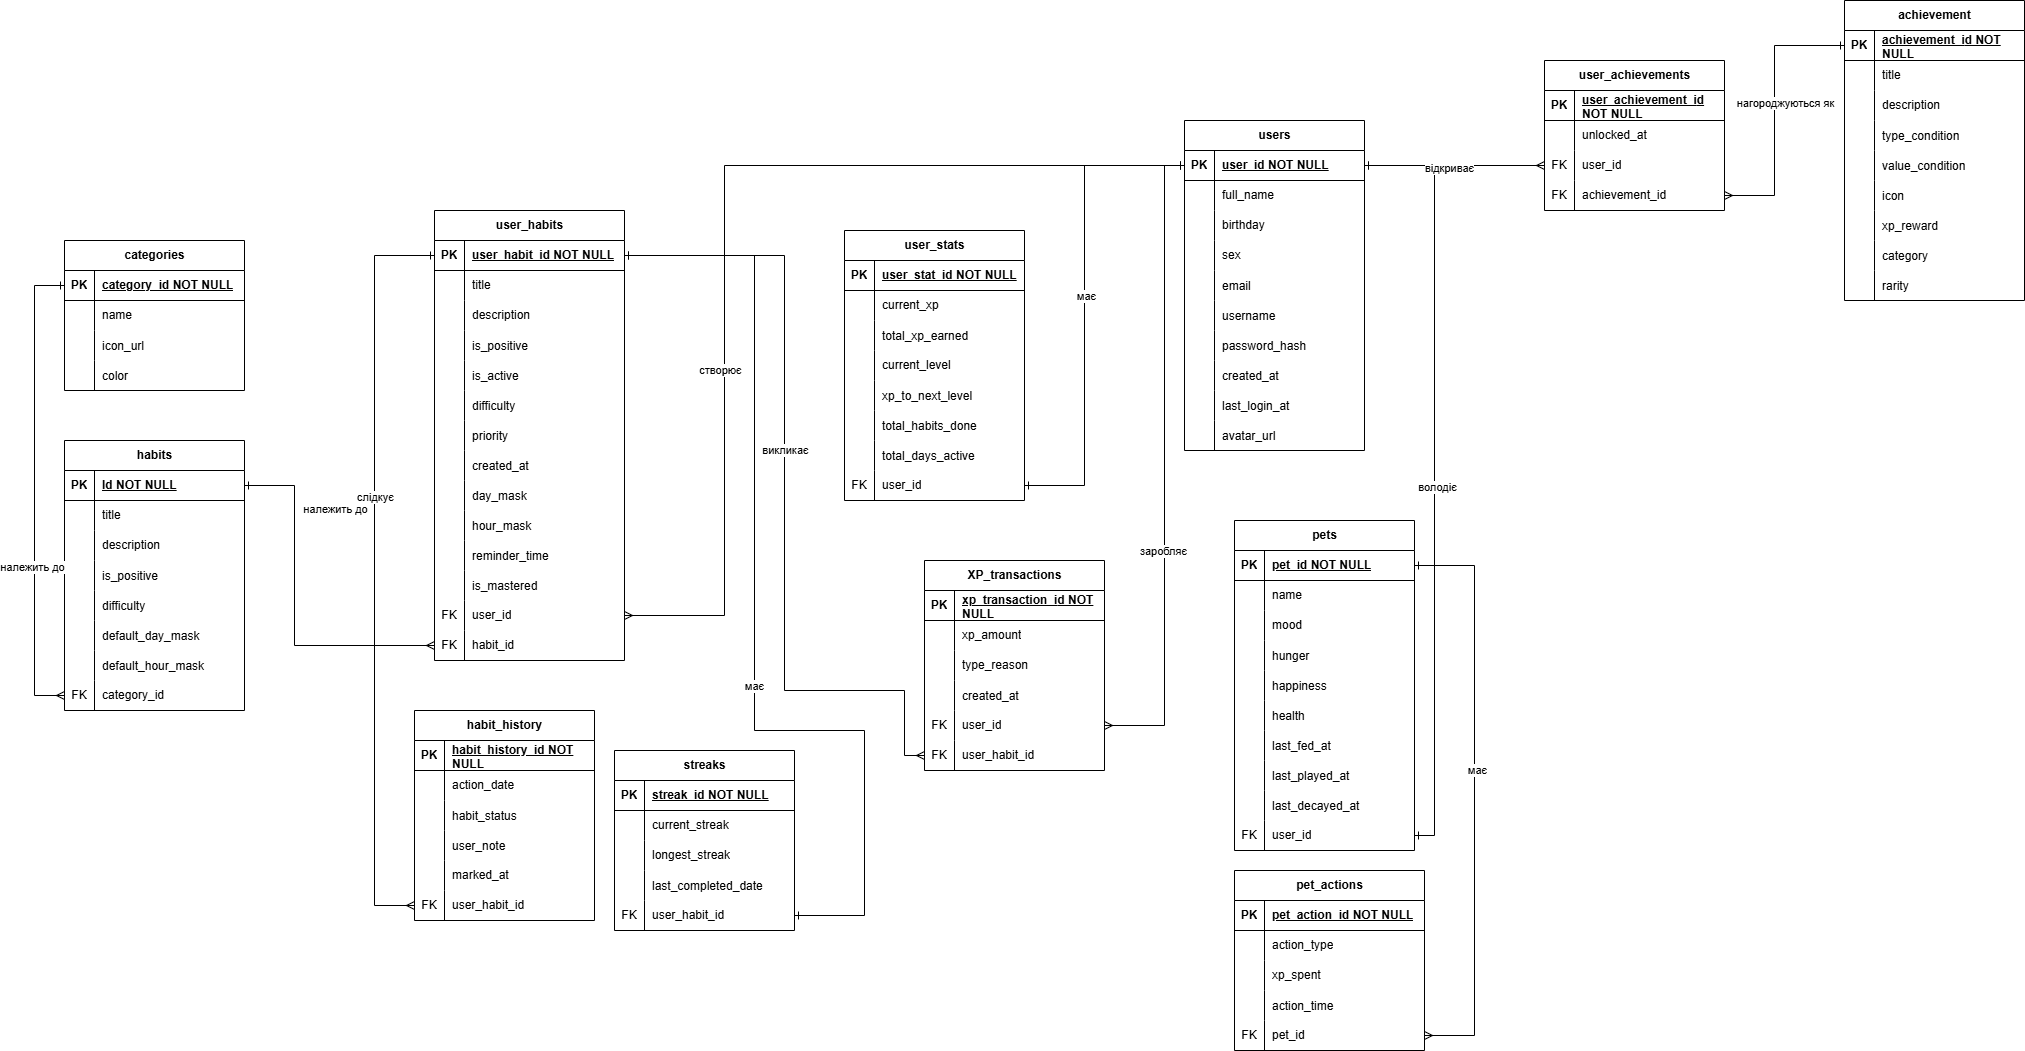 categories
PK category_id NOT NULL
name
icon_url
color
habits
PK Id NOT NULL
title
description
is_positive
difficulty
default_day_mask
default_hour_mask
FK category_id
належить до
належить до
слідкує
user_habits
PK user_habit_id NOT NULL
title
description
is_positive
is_active
difficulty
priority
created_at
day_mask
hour_mask
reminder_time
is_mastered
FK user_id
FK habit_id
habit_history
PK habit_history_id NOT
NULL
action_date
habit_status
user_note
marked_at
FK user_habit_id
streaks
PK streak_id NOT NULL
current_streak
longest_streak
last_completed_date
FK user_habit_id
створює
викликає
має
user_stats
PK user_stat_id NOT NULL
current_xp
total_xp_earned
current_level
xp_to_next_level
total_habits_done
total_days_active
FK user_id
має
XP_transactions
PK xp_transaction_id NOT
NULL
xp_amount
type_reason
created_at
FK user_id
FK user_habit_id
заробляє
users
PK user_id NOT NULL
full_name
birthday
sex
email
username
password_hash
created_at
last_login_at
avatar_url
відкриває
володіє
pets
PK pet_id NOT NULL
name
mood
hunger
happiness
health
last_fed_at
last_played_at
last_decayed_at
FK user_id
має
pet_actions
PK pet_action_id NOT NULL
action_type
xp_spent
action_time
FK pet_id
user_achievements
PK user_achievement_id
NOT NULL
unlocked_at
FK user_id
FK achievement_id
нагороджуються як
achievement
PK achievement_id NOT
NULL
title
description
type_condition
value_condition
icon
xp_reward
category
rarity